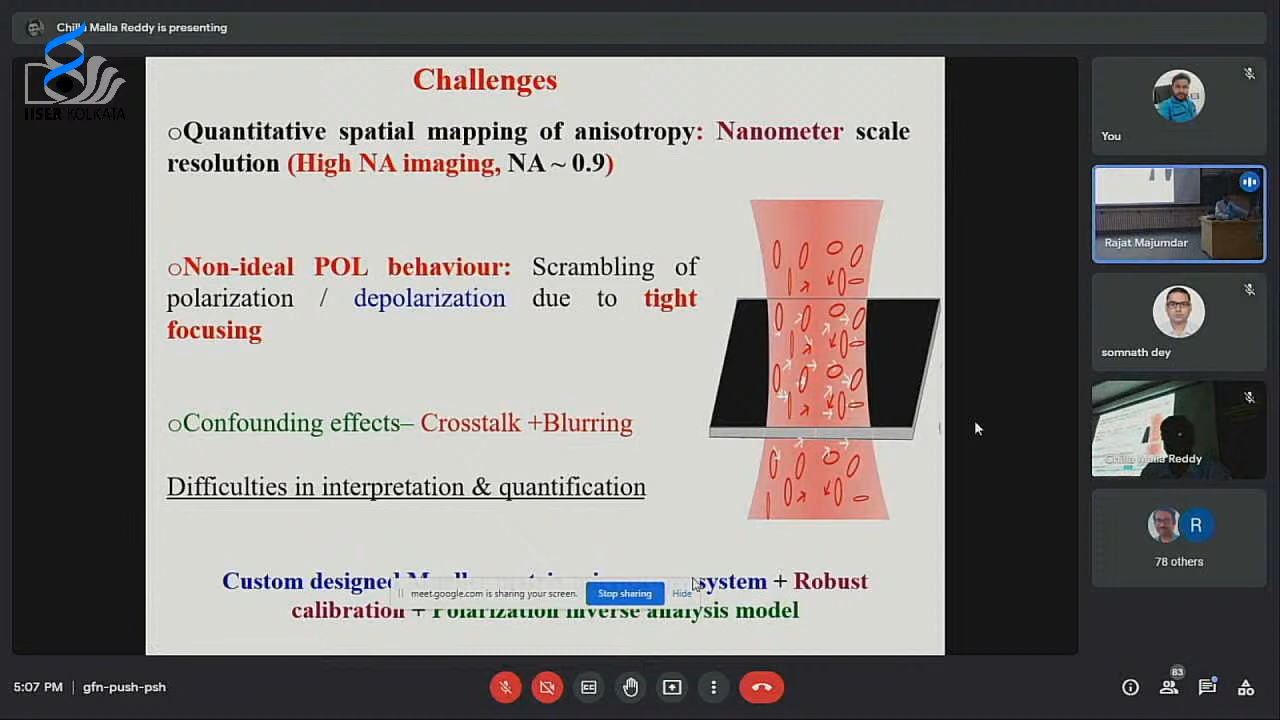 Chilla Malla Reddy is presenting
IISER KOLKATA
Challenges
○Quantitative spatial mapping of anisotropy: Nanometer scale
resolution (High NA imaging, NA ~ 0.9)
○Non-ideal POL behaviour: Scrambling of
polarization / depolarization due to tight
focusing
○Confounding effects– Crosstalk +Blurring
Difficulties in interpretation & quantification
Custom designed system + Robust
calibration + Polarization inverse analysis model
meet.google.com is sharing your screen.
Stop sharing
Hide
You
Rajat Majumdar
somnath dey
Chilla Malla Reddy
R
78 others
5:07 PM | gfn-push-psh
83